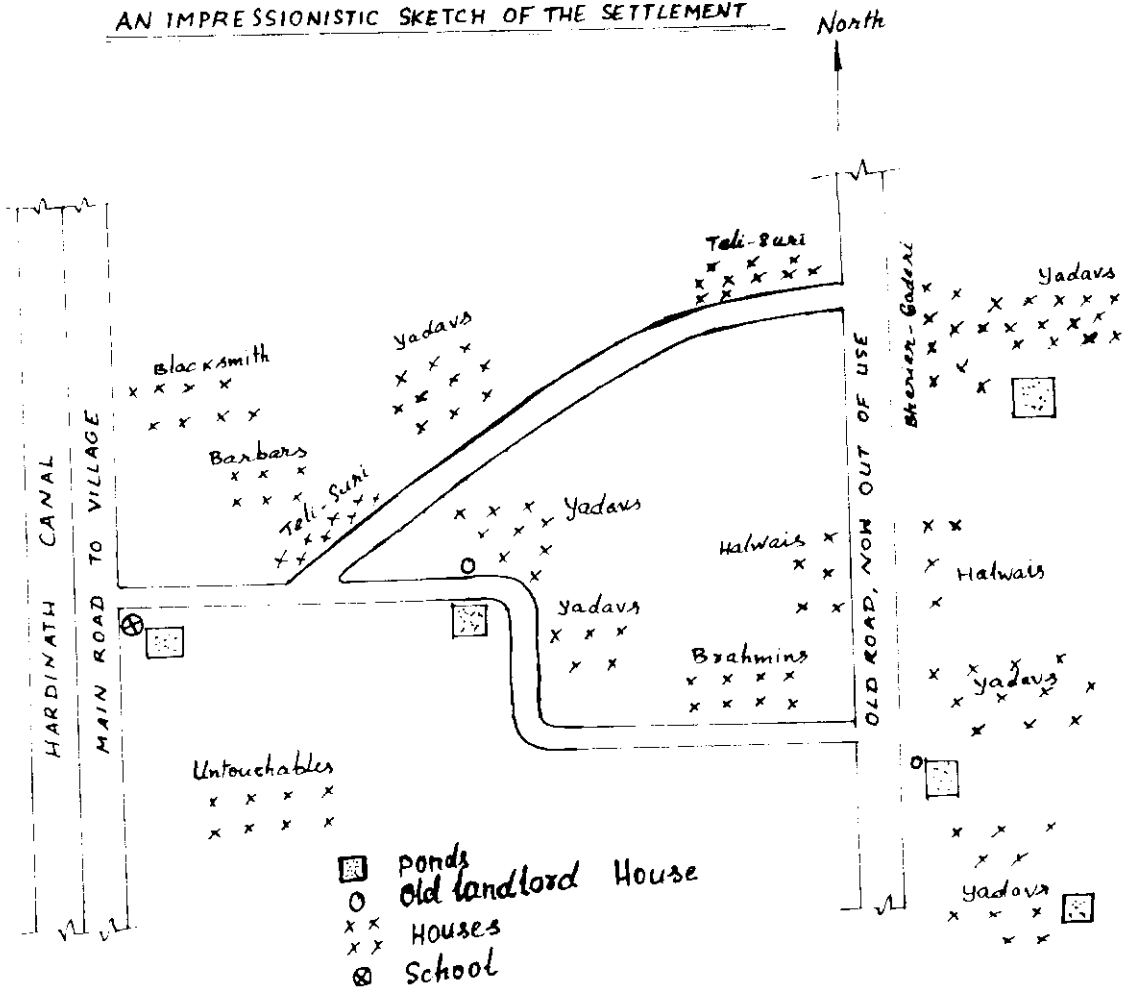 AN IMPRESSIONISTIC SKETCH OF THE SETTLEMENT
North
Teli-Suri
Yadavs
Bherier-Gaderi
Yadavs
Blacksmith
Barbars
Teli-Suri
Yadavs
Halwais
Halwais
Yadavs
Brahmins
Yadavs
Untouchables
Yadavs
HARDINATH CANAL
MAIN ROAD TO VILLAGE
OLD ROAD, NOW OUT OF USE
Ponds
Old landlord House
Houses
School